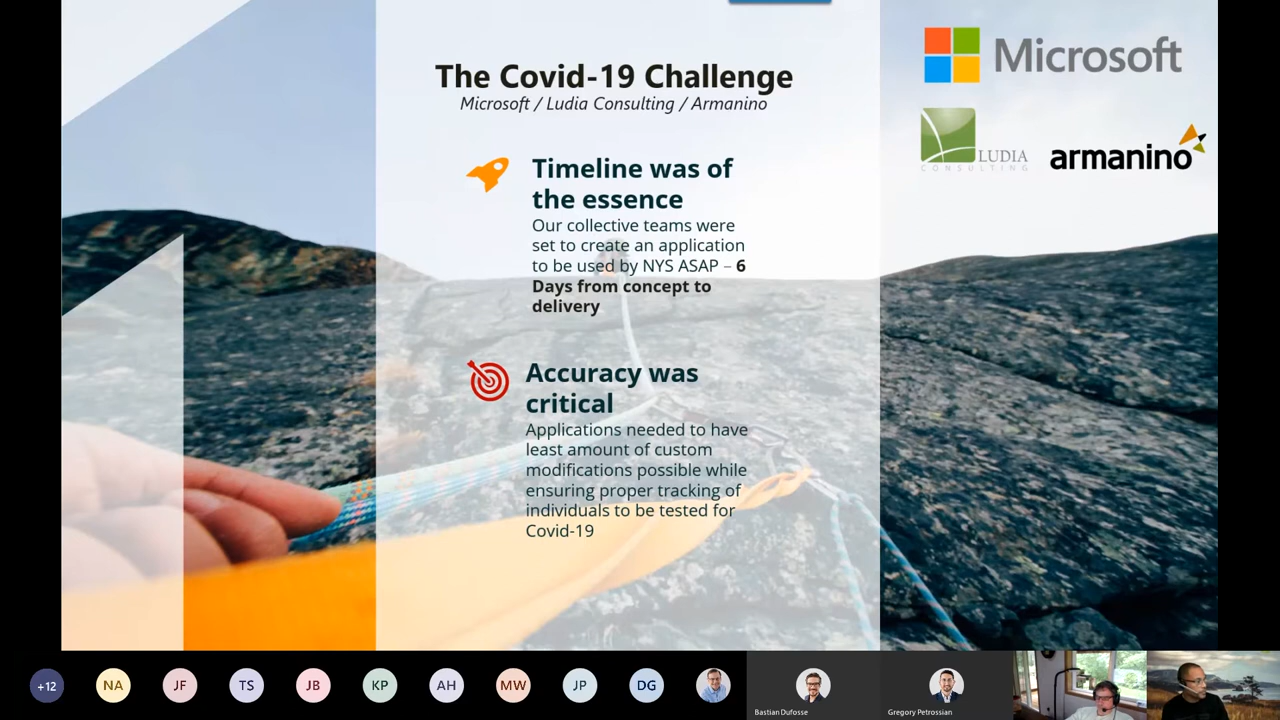 The Covid-19 Challenge
Microsoft / Ludia Consulting / Armanino
Timeline was of
the essence
Our collective teams were
set to create an application
to be used by NYS ASAP – 6
Days from concept to
delivery
Accuracy was
critical
Applications needed to have
least amount of custom
modifications possible while
ensuring proper tracking of
individuals to be tested for
Covid-19
Microsoft
LUDIA
CONSULTING
armanino
+12
NA
JF
TS
JB
KP
AH
MW
JP
DG
Bastian Dufosse
Gregory Petrossian